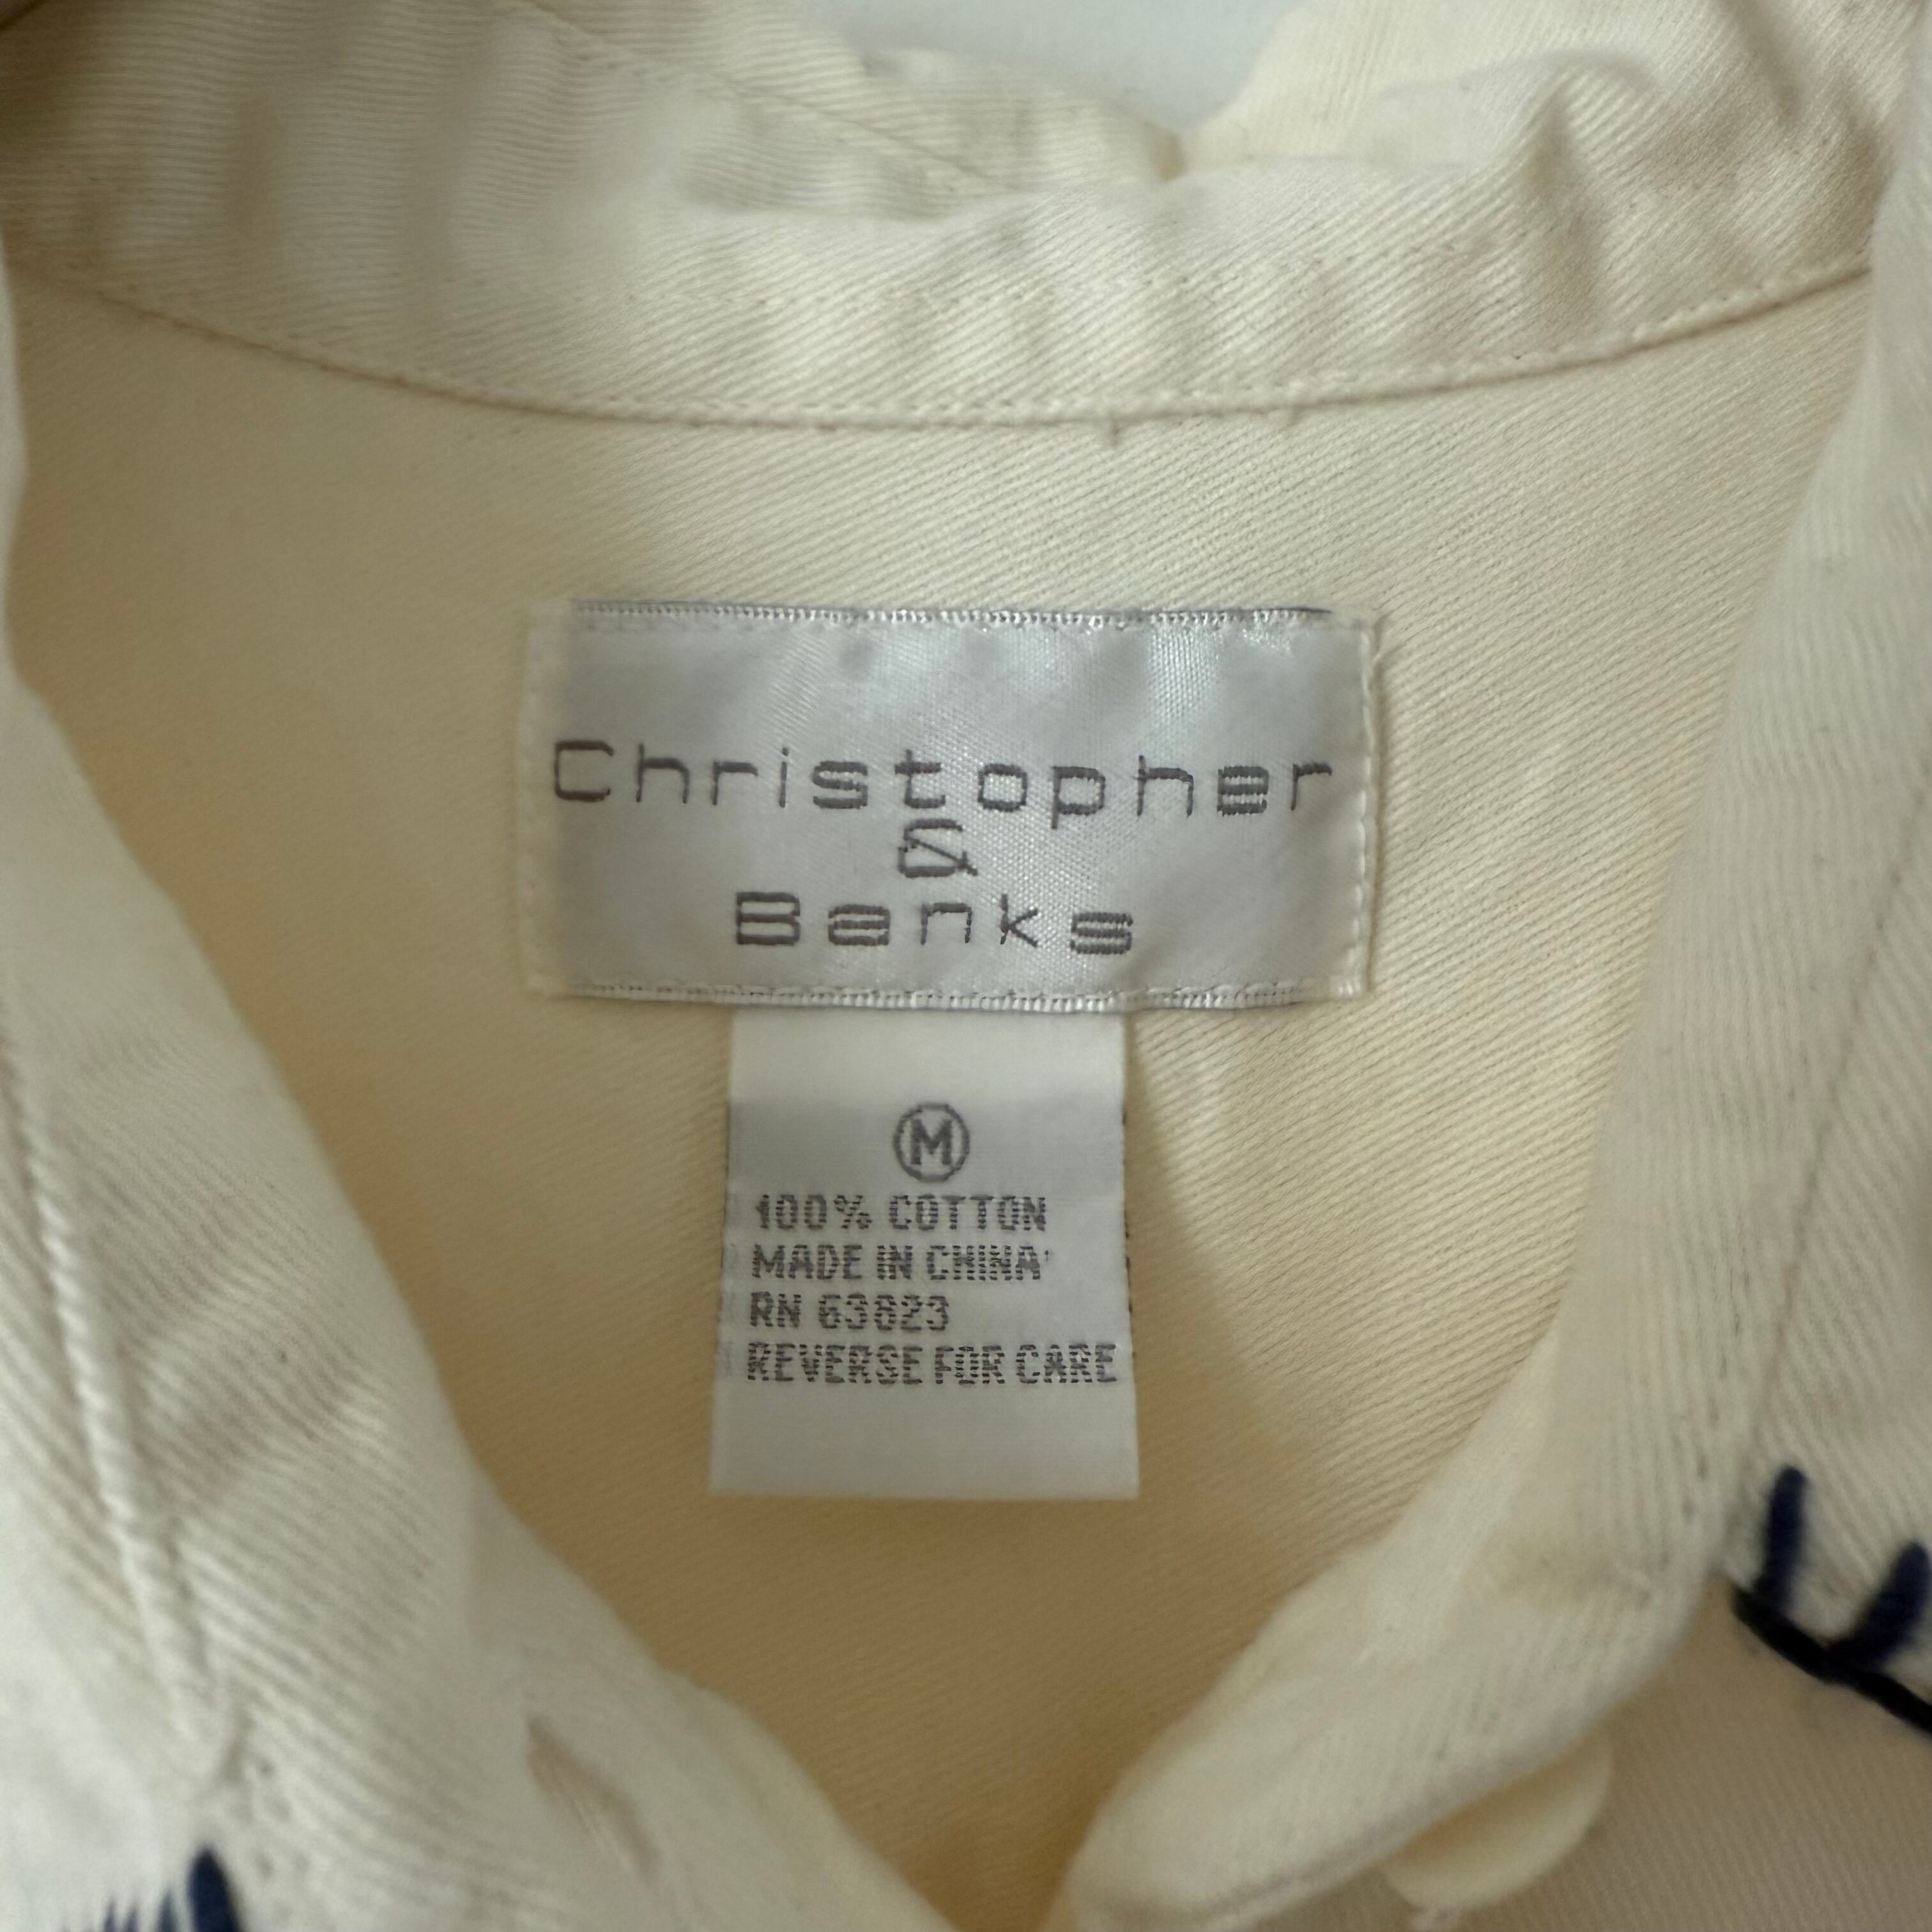 Christopher
&
Banks
M
100% COTTON
MADE IN CHINA
RN 63823
REVERSE FOR CARE